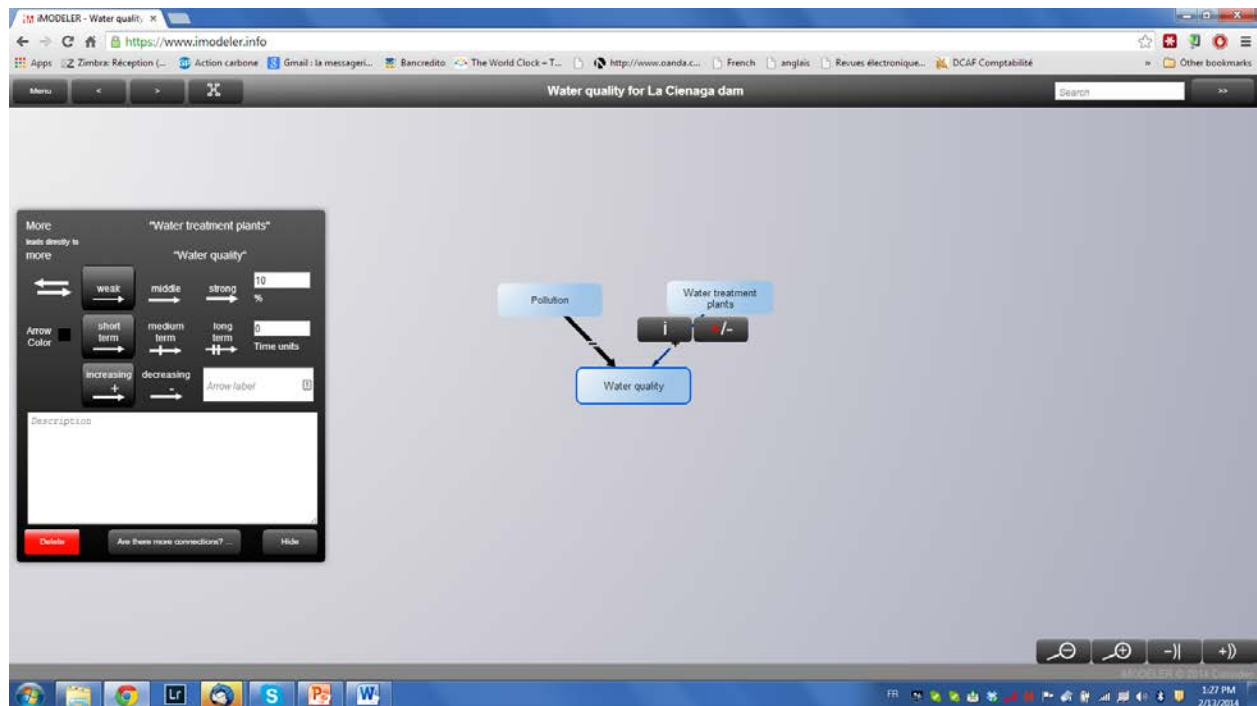 iMODELER - Water quality
https://www.imodeler.info
Apps Zimbra: Réception (... Action carbone Gmail : la messageri... Bancredito The World Clock – T... http://www.oanda.c... French anglais Revues électronique... DCAF Comptabilité » Other bookmarks
Menu < > Water quality for La Cienaga dam Search >>
More "Water treatment plants"
leads directly to
more "Water quality"
weak middle strong 10
%
Arrow
Color
short
term
medium
term
long
term
0
Time units
increasing
+
decreasing
-
Arrow label
Description
Delete Are there more connections? ... Hide
Pollution
Water treatment
plants
i +/-
-
+
Water quality
-)| +))
iMODELER © 2014 Consideo
Lr S P W
FR
1:27 PM
2/13/2014